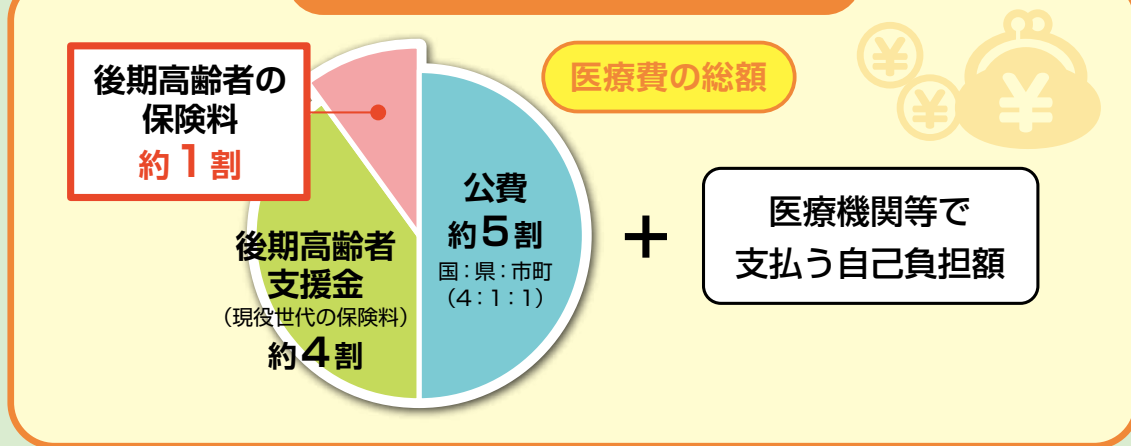 医療費の総額
後期高齢者の
保険料
約1割
公費
約5割
国:県:市町
(4:1:1)
後期高齢者
支援金
(現役世代の保険料)
約4割
+
医療機関等で
支払う自己負担額
¥
¥
¥